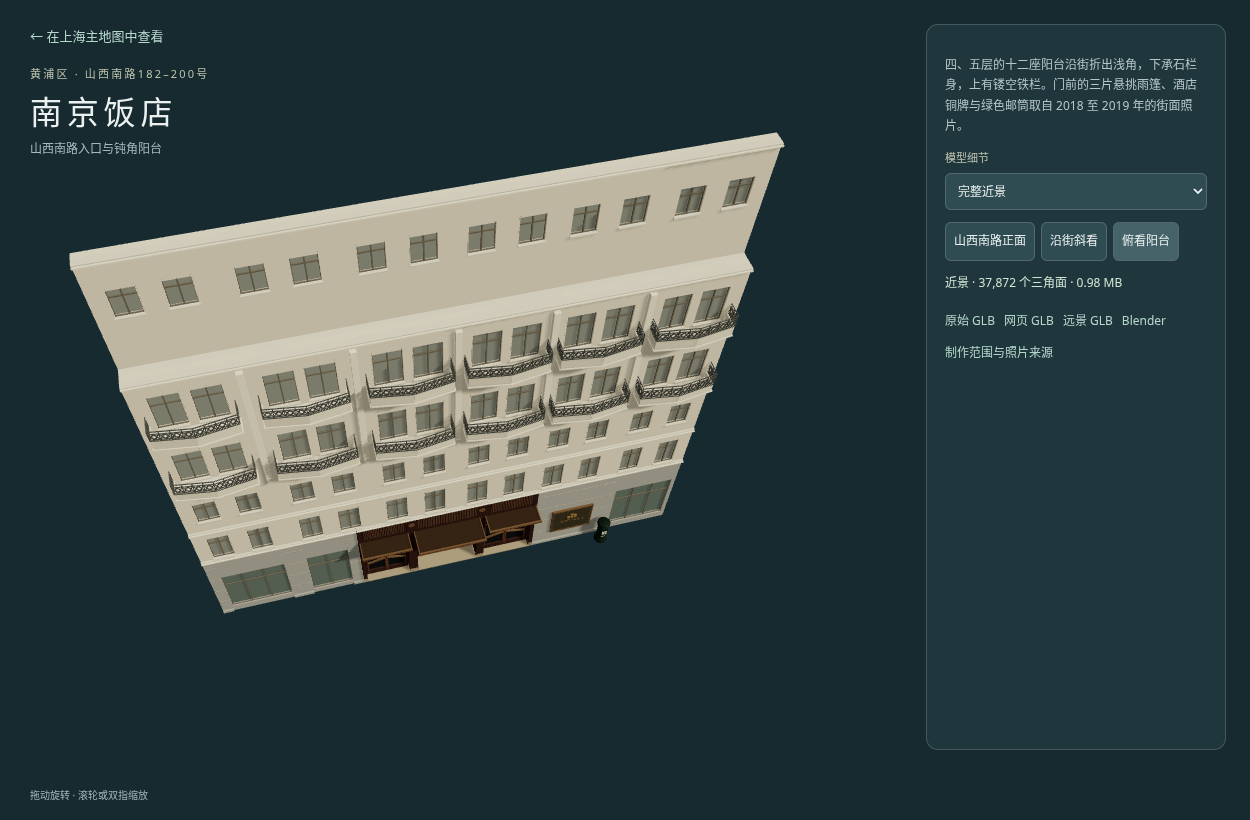 ← 在上海主地图中查看
黄浦区 · 山西南路182–200号
南京饭店
山西南路入口与钝角阳台
四、五层的十二座阳台沿街折出浅角，下承石栏
身，上有镂空铁栏。门前的三片悬挑雨篷、酒店
铜牌与绿色邮筒取自 2018 至 2019 年的街面照
片。
模型细节
完整近景
山西南路正面 沿街斜看 俯看阳台
近景 · 37,872 个三角面 · 0.98 MB
原始 GLB 网页 GLB 远景 GLB Blender
制作范围与照片来源
拖动旋转 · 滚轮或双指缩放